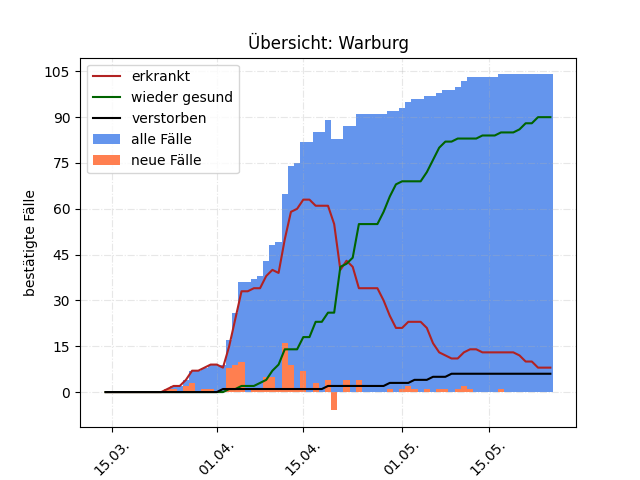 Übersicht: Warburg
bestätigte Fälle
105
90
75
60
45
30
15
0
erkrankt
wieder gesund
verstorben
alle Fälle
neue Fälle
15.03.
01.04.
15.04.
01.05.
15.05.